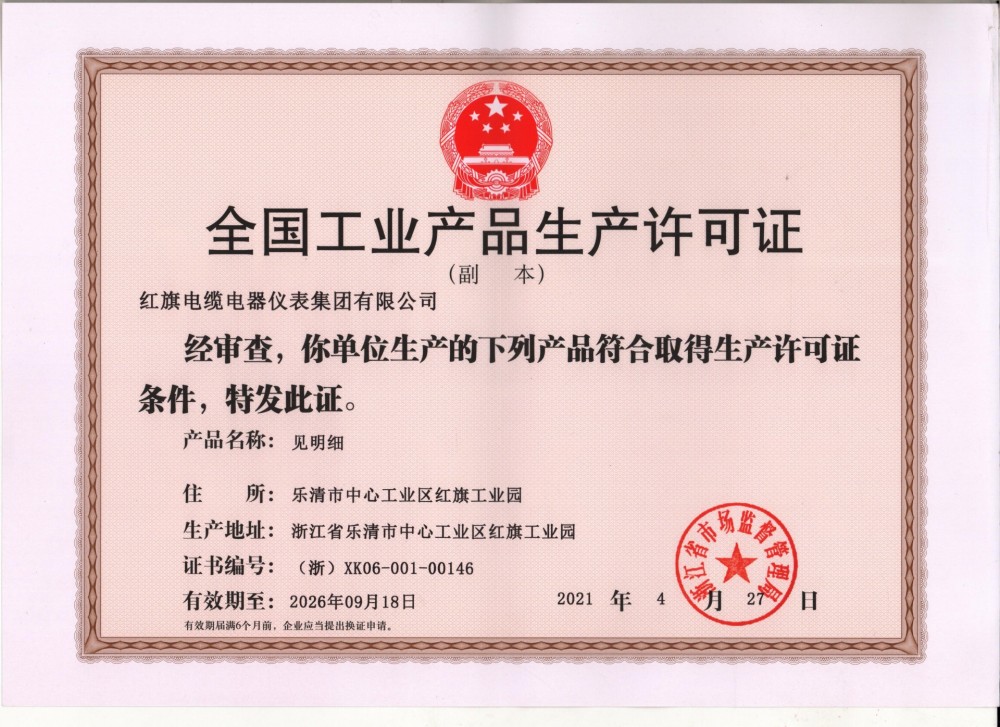 全国工业产品生产许可证
（副 本）
红旗电缆电器仪表集团有限公司
经审查，你单位生产的下列产品符合取得生产许可证
条件，特发此证。
产品名称： 见明细
住 所： 乐清市中心工业区红旗工业园
生产地址： 浙江省乐清市中心工业区红旗工业园
证书编号： （浙）XK06-001-00146
有效期至： 2026年09月18日
2021 年 4 月 27 日
浙江省市场监督管理局
有效期届满6个月前，企业应当提出换证申请。